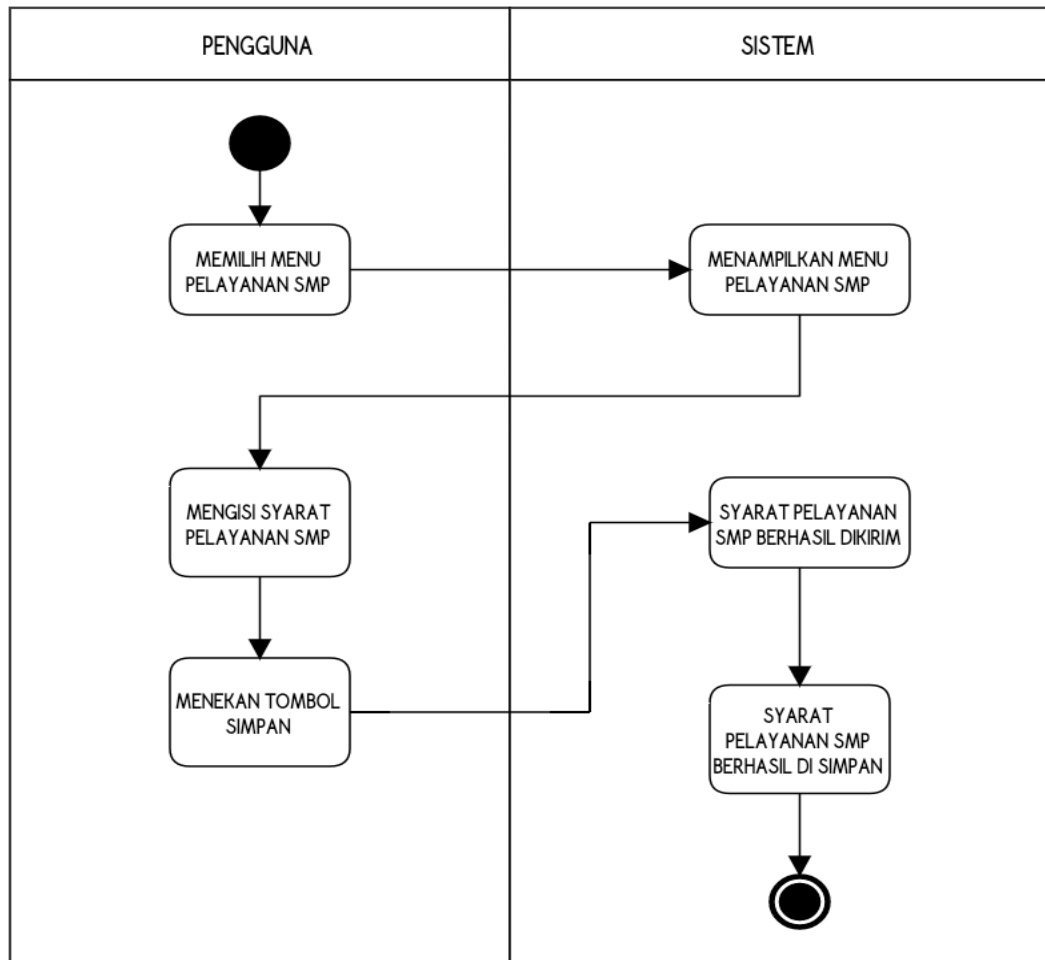 PENGGUNA
SISTEM
MEMILIH MENU
PELAYANAN SMP
MENAMPILKAN MENU
PELAYANAN SMP
MENGISI SYARAT
PELAYANAN SMP
SYARAT PELAYANAN
SMP BERHASIL DIKIRIM
MENEKAN TOMBOL
SIMPAN
SYARAT
PELAYANAN SMP
BERHASIL DI SIMPAN